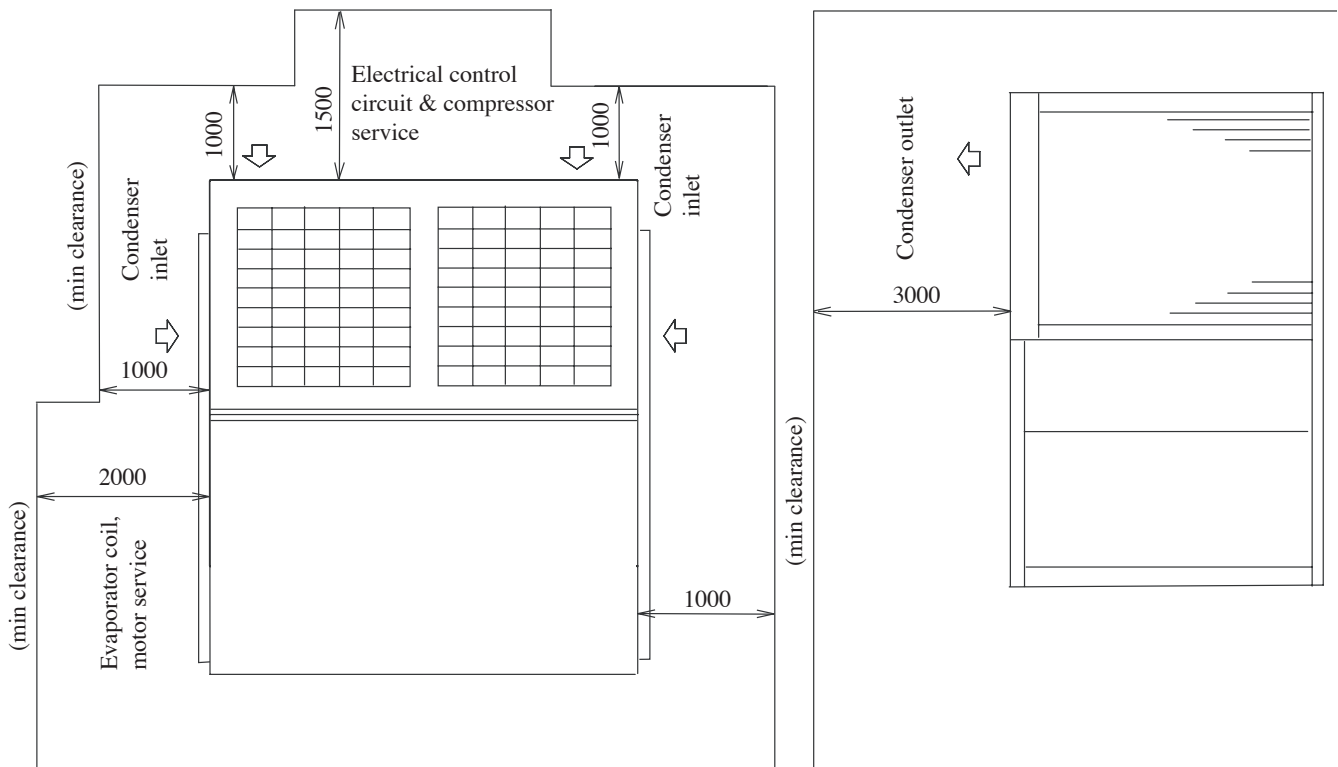 Electrical control
circuit & compressor
service
1500
1000
1000
(min clearance)
Condenser
inlet
Condenser
inlet
1000
2000
(min clearance)
Evaporator coil,
motor service
1000
(min clearance)
Condenser outlet
3000